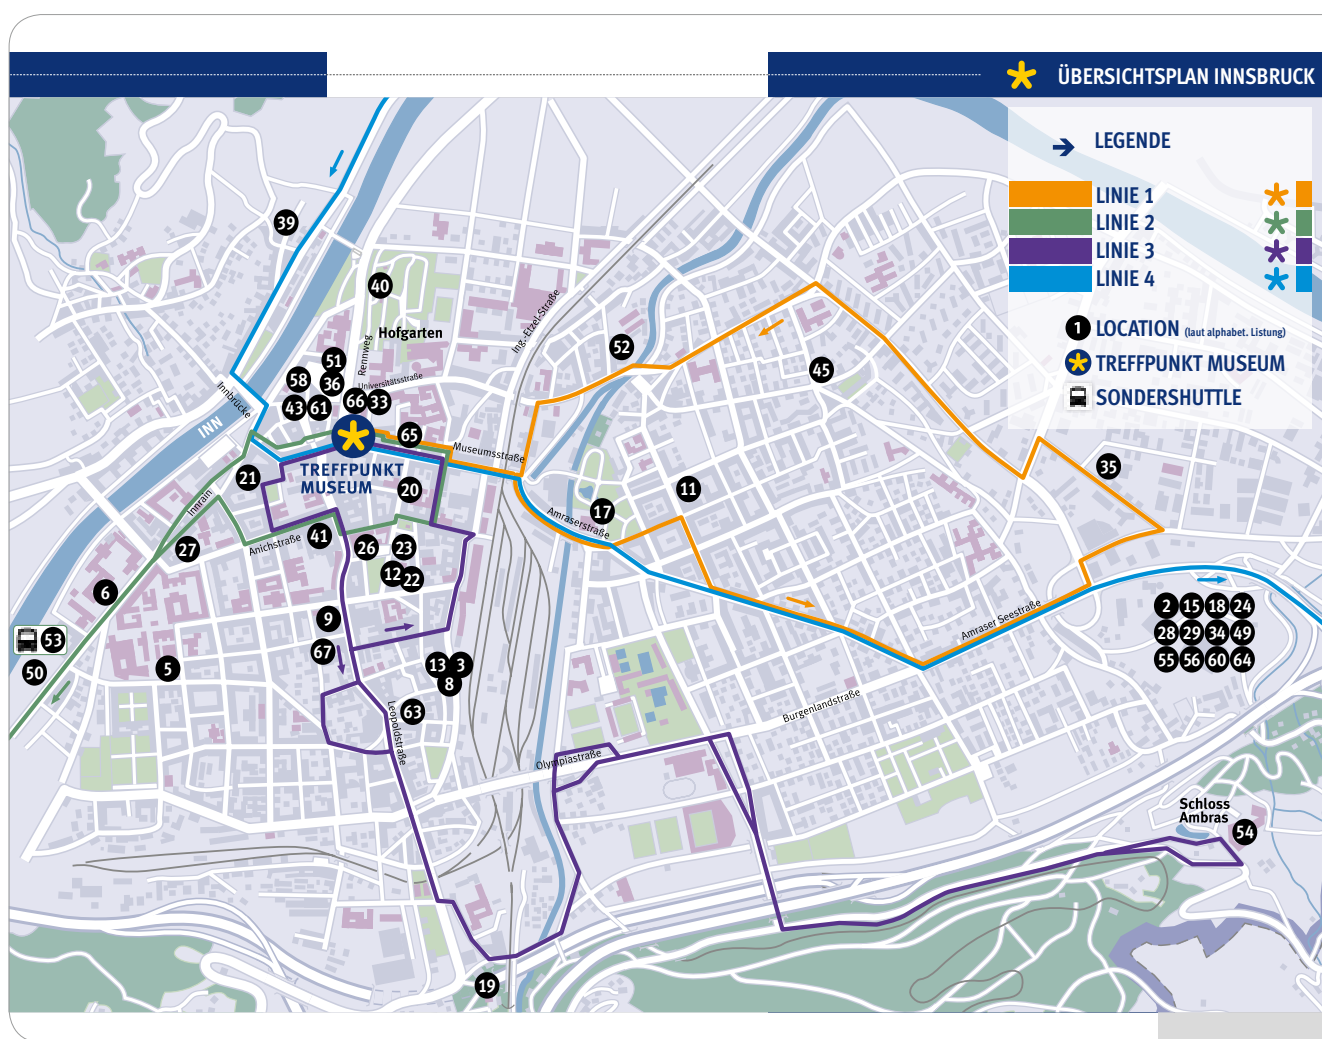 ÜBERSICHTSPLAN INNSBRUCK
LEGENDE
LINIE 1
LINIE 2
LINIE 3
LINIE 4
1 LOCATION (laut alphabet. Listung)
TREFFPUNKT MUSEUM
SONDERSHUTTLE
39
40
Hofgarten
Rennweg
Ing.-Etzel-Straße
52
45
51
58
36
Universitätsstraße
43
61
66
33
Innbrücke
INN
65
Museumsstraße
TREFFPUNKT
MUSEUM
21
20
11
35
Innrain
17
Amraserstraße
Anichstraße
41
27
26
23
12
22
6
9
67
53
50
5
13
3
8
63
Leopoldstraße
Amraser Seestraße
2 15 18 24
28 29 34 49
55 56 60 64
Burgenlandstraße
Olympiastraße
Schloss
Ambras
54
19